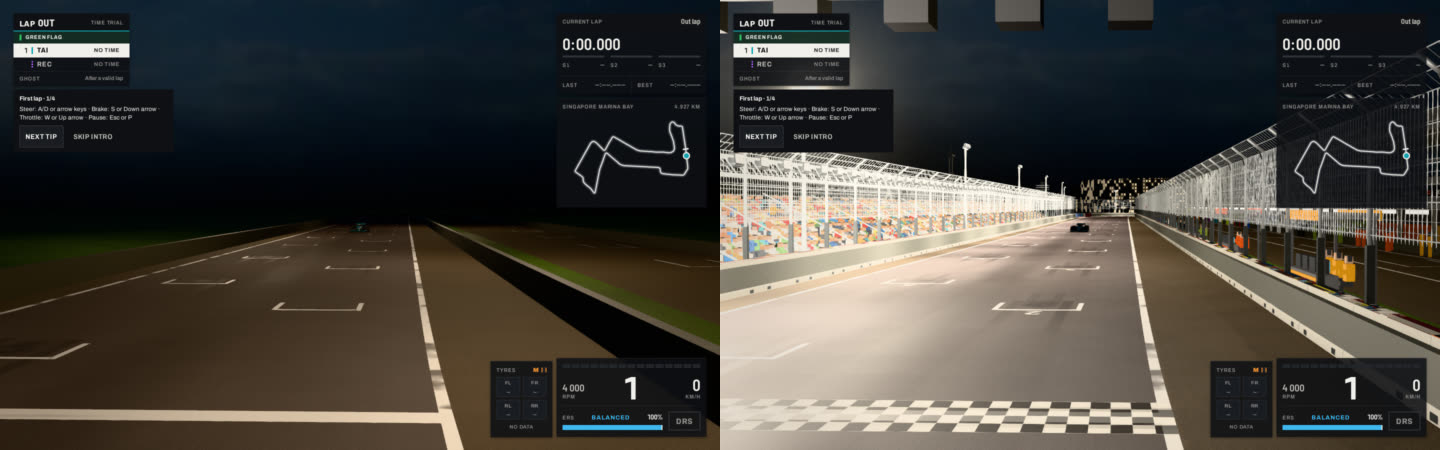 LAP OUT TIME TRIAL
GREEN FLAG
1 TAI NO TIME
REC NO TIME
GHOST After a valid lap
First lap · 1/4
Steer: A/D or arrow keys · Brake: S or Down arrow ·
Throttle: W or Up arrow · Pause: Esc or P
NEXT TIP SKIP INTRO
CURRENT LAP Out lap
0:00.000
S1 – S2 – S3 –
LAST –:––.––– BEST –:––.–––
SINGAPORE MARINA BAY 4.927 KM
TYRES M
FL FR
– –
RL RR
– –
NO DATA
4 000 RPM
1
0 KM/H
ERS BALANCED 100%
DRS
LAP OUT TIME TRIAL
GREEN FLAG
1 TAI NO TIME
REC NO TIME
GHOST After a valid lap
First lap · 1/4
Steer: A/D or arrow keys · Brake: S or Down arrow ·
Throttle: W or Up arrow · Pause: Esc or P
NEXT TIP SKIP INTRO
CURRENT LAP Out lap
0:00.000
S1 – S2 – S3 –
LAST –:––.––– BEST –:––.–––
SINGAPORE MARINA BAY 4.927 KM
TYRES M
FL FR
– –
RL RR
– –
NO DATA
4 000 RPM
1
0 KM/H
ERS BALANCED 100%
DRS